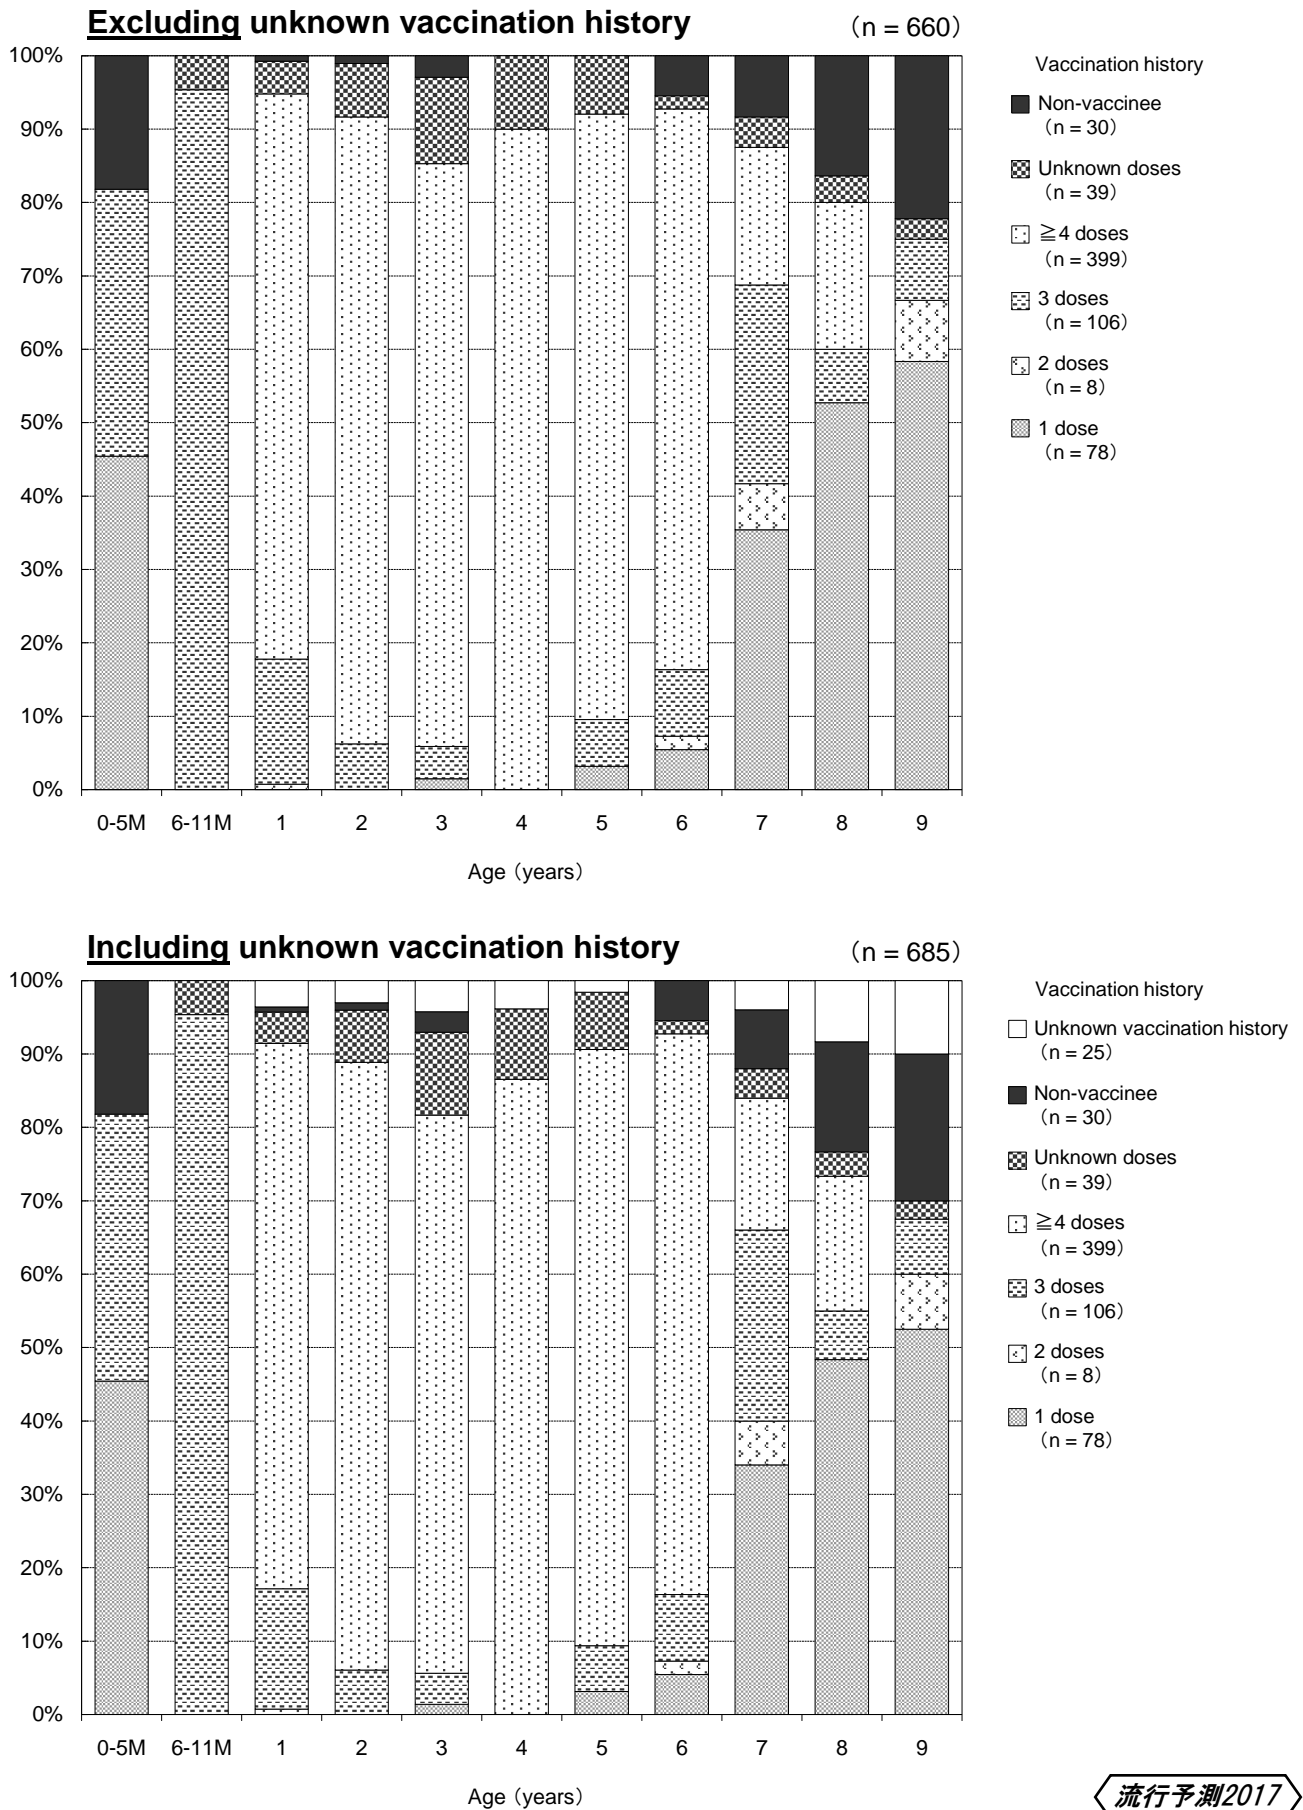 Excluding unknown vaccination history (n = 660)
100%
90%
80%
70%
60%
50%
40%
30%
20%
10%
0%
0-5M 6-11M 1 2 3 4 5 6 7 8 9
Age (years)
Vaccination history
Non-vaccinee
(n = 30)
Unknown doses
(n = 39)
≧4 doses
(n = 399)
3 doses
(n = 106)
2 doses
(n = 8)
1 dose
(n = 78)
Including unknown vaccination history (n = 685)
100%
90%
80%
70%
60%
50%
40%
30%
20%
10%
0%
0-5M 6-11M 1 2 3 4 5 6 7 8 9
Age (years)
Vaccination history
Unknown vaccination history
(n = 25)
Non-vaccinee
(n = 30)
Unknown doses
(n = 39)
≧4 doses
(n = 399)
3 doses
(n = 106)
2 doses
(n = 8)
1 dose
(n = 78)
流行予測2017